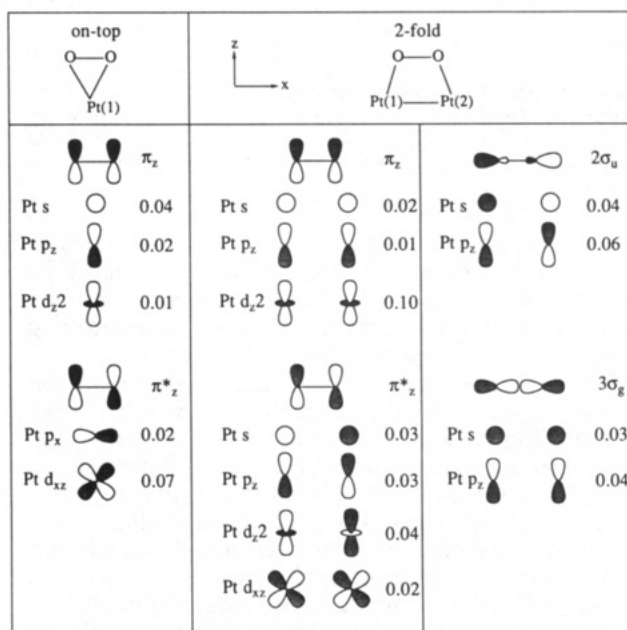 on-top
2-fold
O O
Pt(1)
z
x
O O
Pt(1) Pt(2)
π_z
Pt s 0.04
Pt p_z 0.02
Pt d_z2 0.01
π*_z
Pt p_x 0.02
Pt d_xz 0.07
π_z
Pt s 0.02
Pt p_z 0.01
Pt d_z2 0.10
π*_z
Pt s 0.03
Pt p_z 0.03
Pt d_z2 0.04
Pt d_xz 0.02
2σ_u
Pt s 0.04
Pt p_z 0.06
3σ_g
Pt s 0.03
Pt p_z 0.04